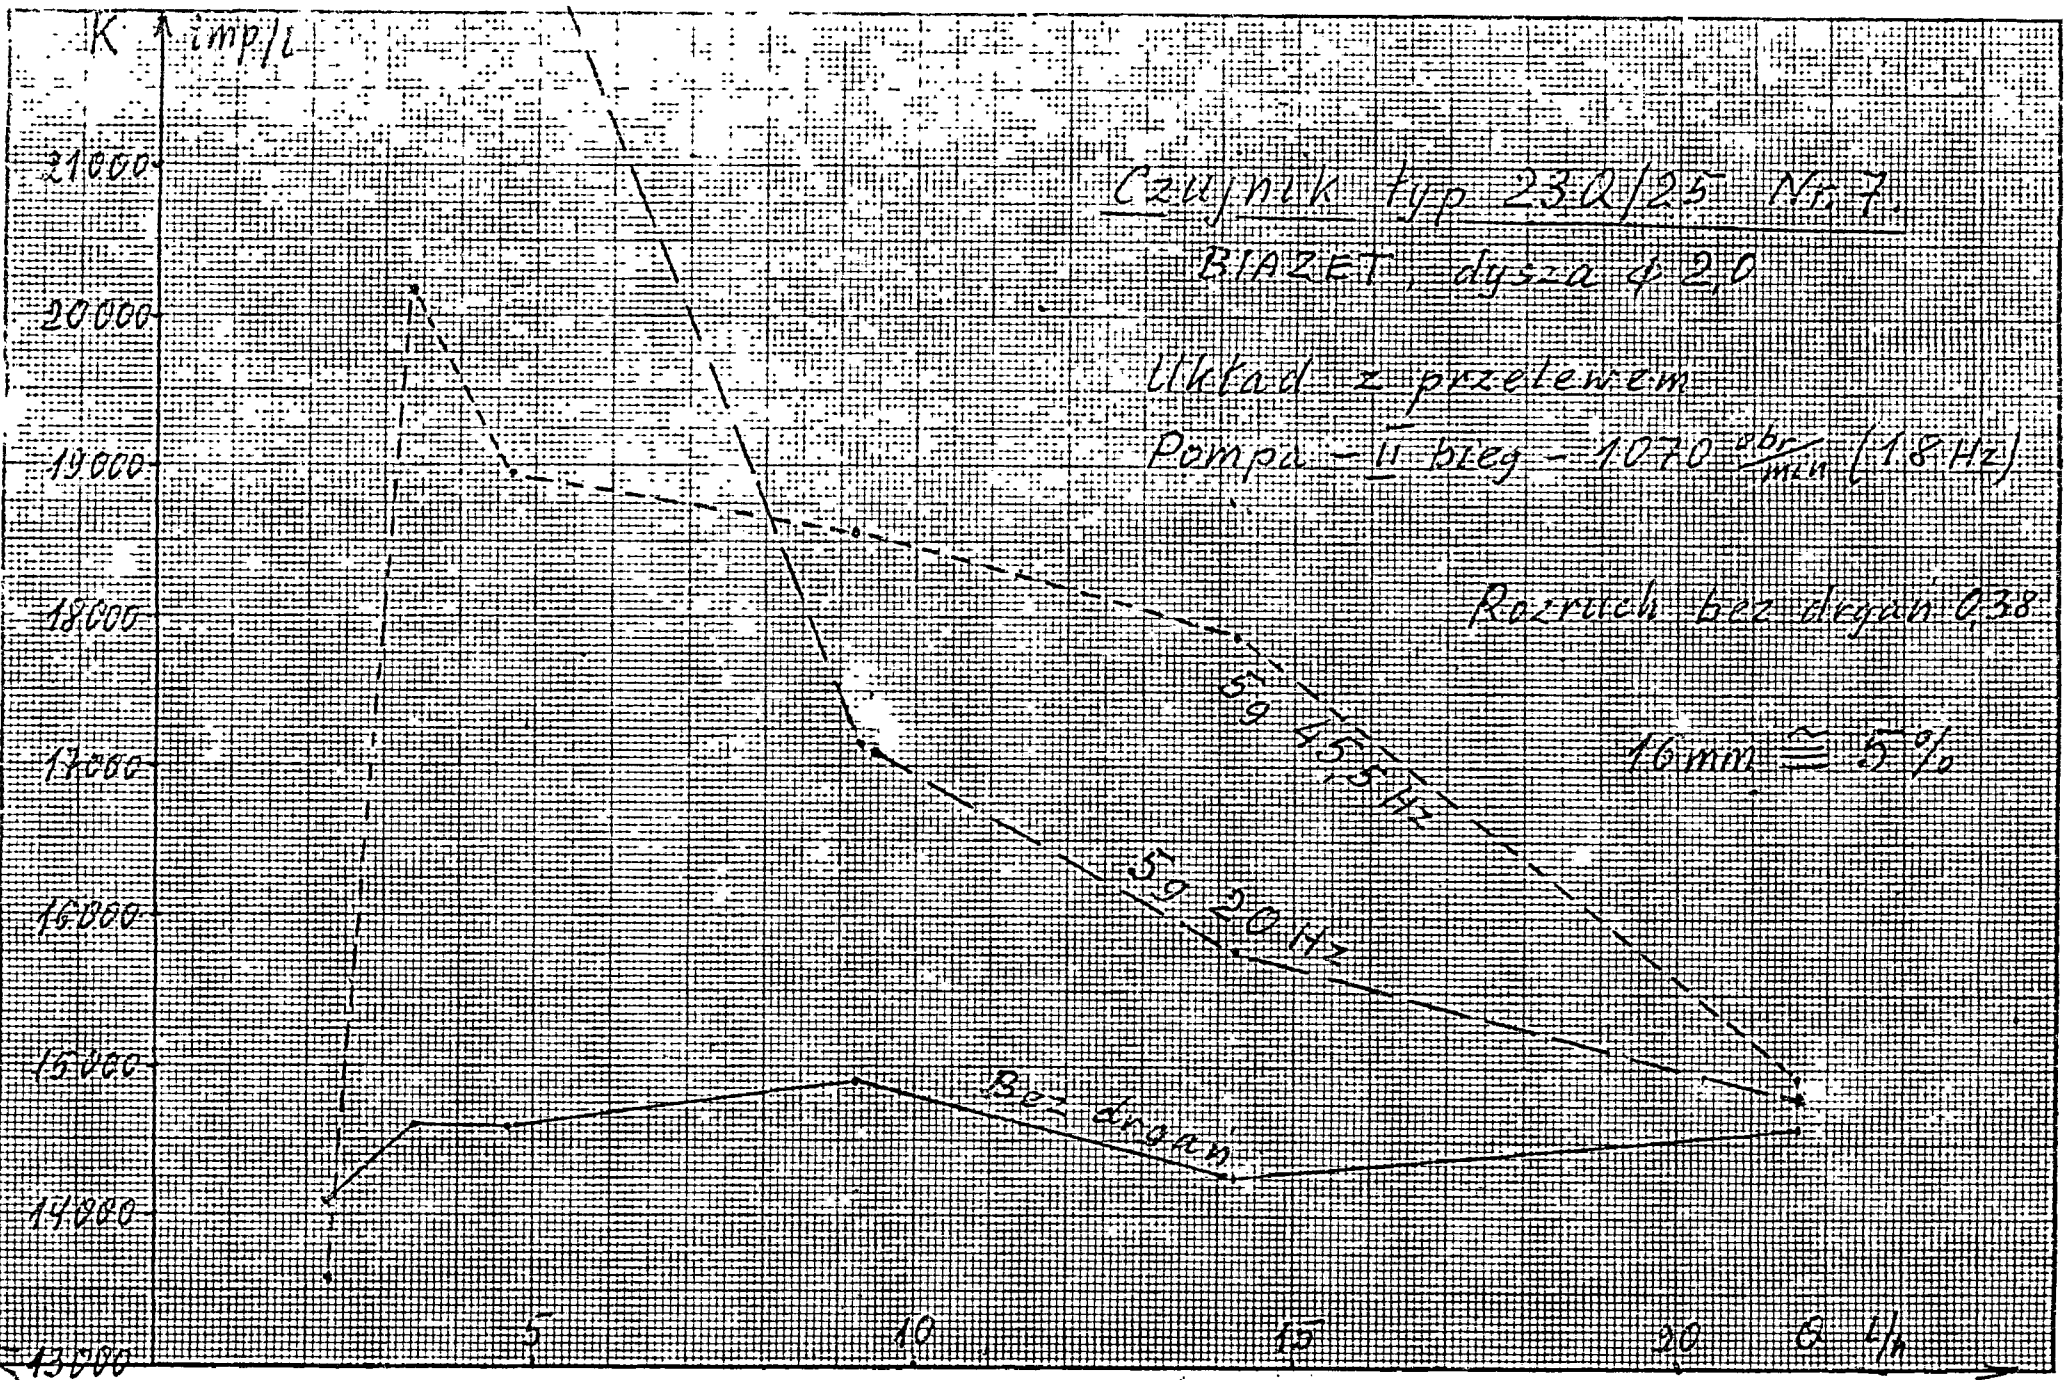 K imp/l
21000
Czujnik typ 23Q/25 Nr. 7.
BIAZET, dysza ϕ 2,0
20000
Układ z przelewem
19000
Pompa - II bieg - 1070 obr/min (18 Hz)
18000
Rozruch bez drgań 0,38
5g 45,5 Hz
17000
16 mm ≅ 5%
5g 20 Hz
16000
15000
Bez drgań
14000
5 10 15 20 Q l/h
13000